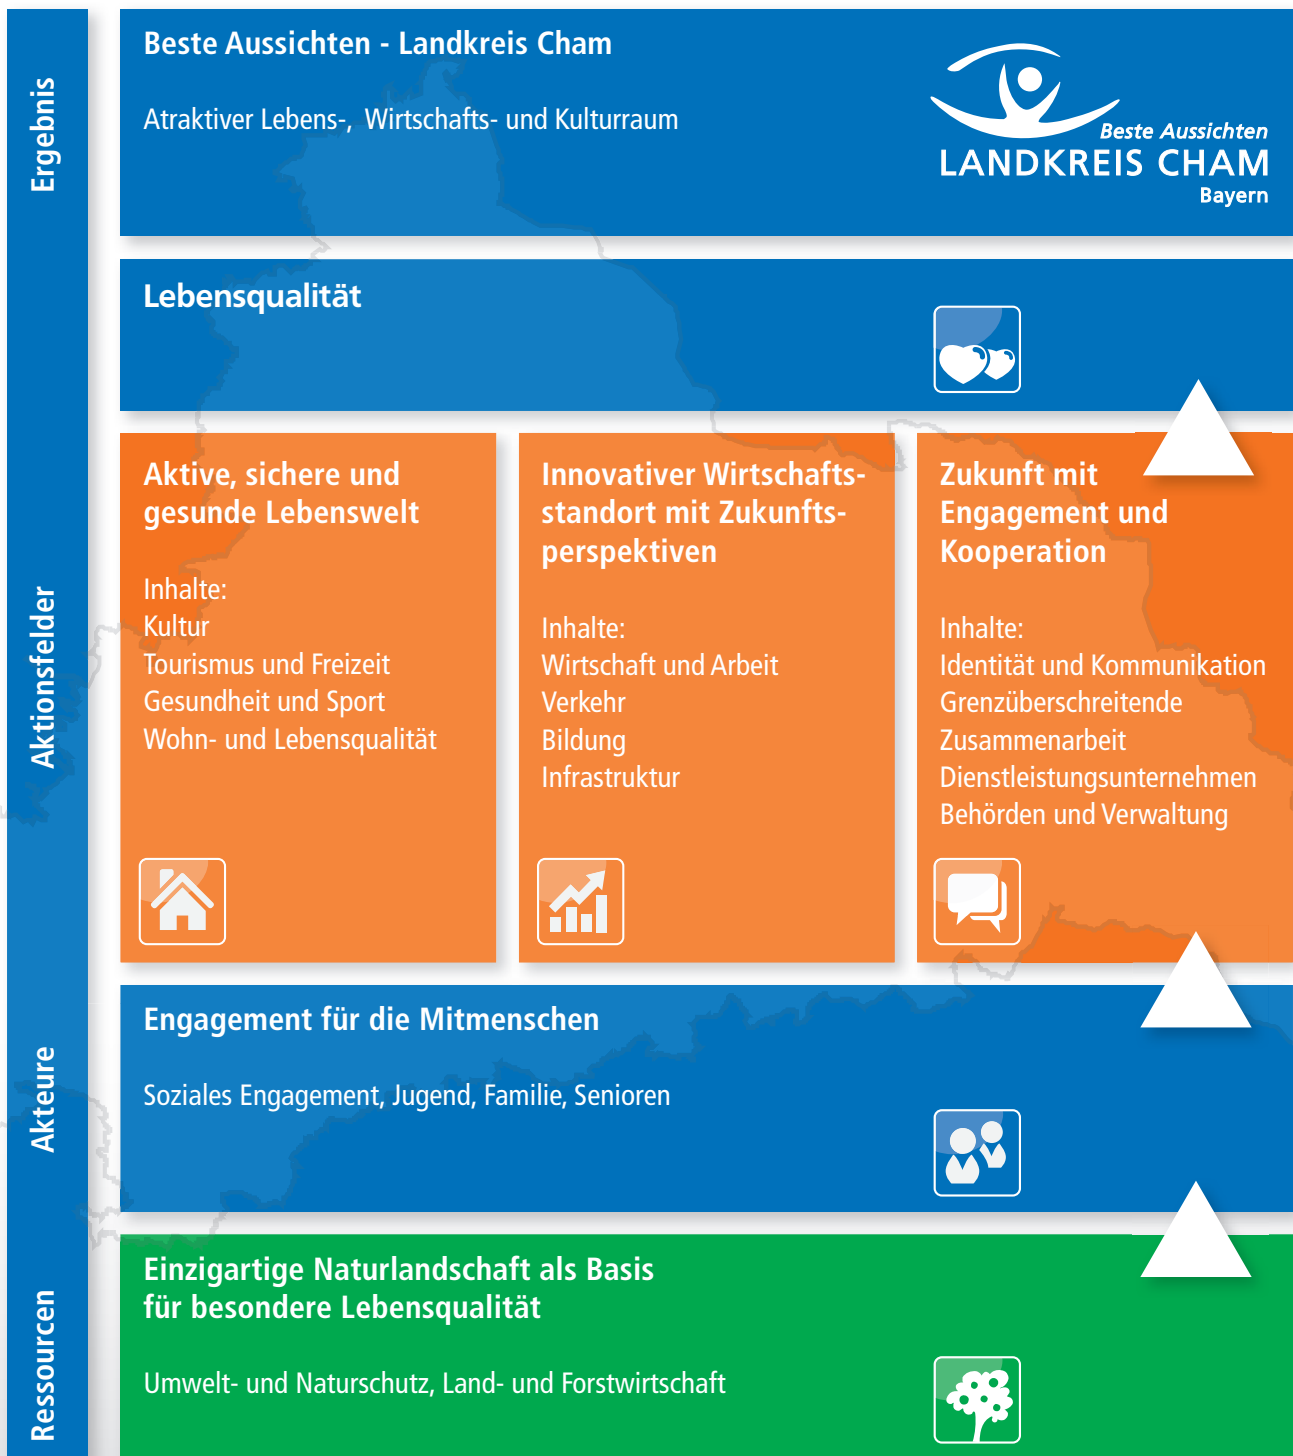 Ergebnis
Beste Aussichten - Landkreis Cham
Atraktiver Lebens-, Wirtschafts- und Kulturraum
Beste Aussichten
LANDKREIS CHAM
Bayern
Lebensqualität
Aktionsfelder
Aktive, sichere und
gesunde Lebenswelt
Inhalte:
Kultur
Tourismus und Freizeit
Gesundheit und Sport
Wohn- und Lebensqualität
Innovativer Wirtschafts-
standort mit Zukunfts-
perspektiven
Inhalte:
Wirtschaft und Arbeit
Verkehr
Bildung
Infrastruktur
Zukunft mit
Engagement und
Kooperation
Inhalte:
Identität und Kommunikation
Grenzüberschreitende
Zusammenarbeit
Dienstleistungsunternehmen
Behörden und Verwaltung
Akteure
Engagement für die Mitmenschen
Soziales Engagement, Jugend, Familie, Senioren
Ressourcen
Einzigartige Naturlandschaft als Basis
für besondere Lebensqualität
Umwelt- und Naturschutz, Land- und Forstwirtschaft